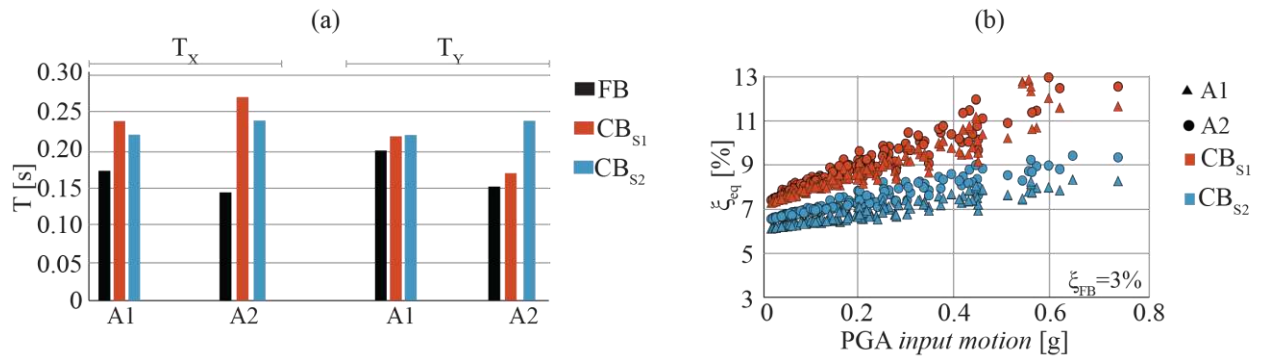 (a)
T_X T_Y
T [s]
0.30
0.25
0.20
0.15
0.10
0.05
0
A1 A2 A1 A2
FB
CB_S1
CB_S2
(b)
ξ_eq [%]
13
11
9
7
5
3
0 0.2 0.4 0.6 0.8
ξ_FB=3%
PGA input motion [g]
A1
A2
CB_S1
CB_S2